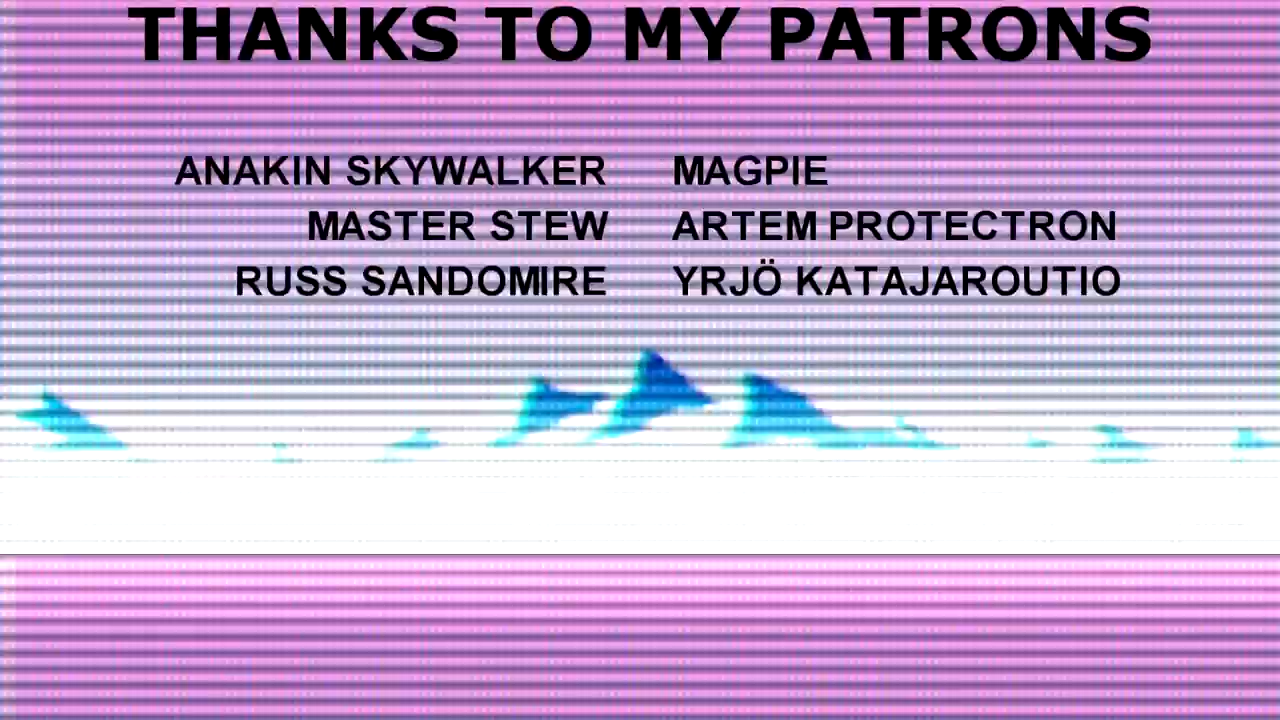 THANKS TO MY PATRONS
ANAKIN SKYWALKER MAGPIE
MASTER STEW ARTEM PROTECTRON
RUSS SANDOMIRE YRJÖ KATAJAROUTIO